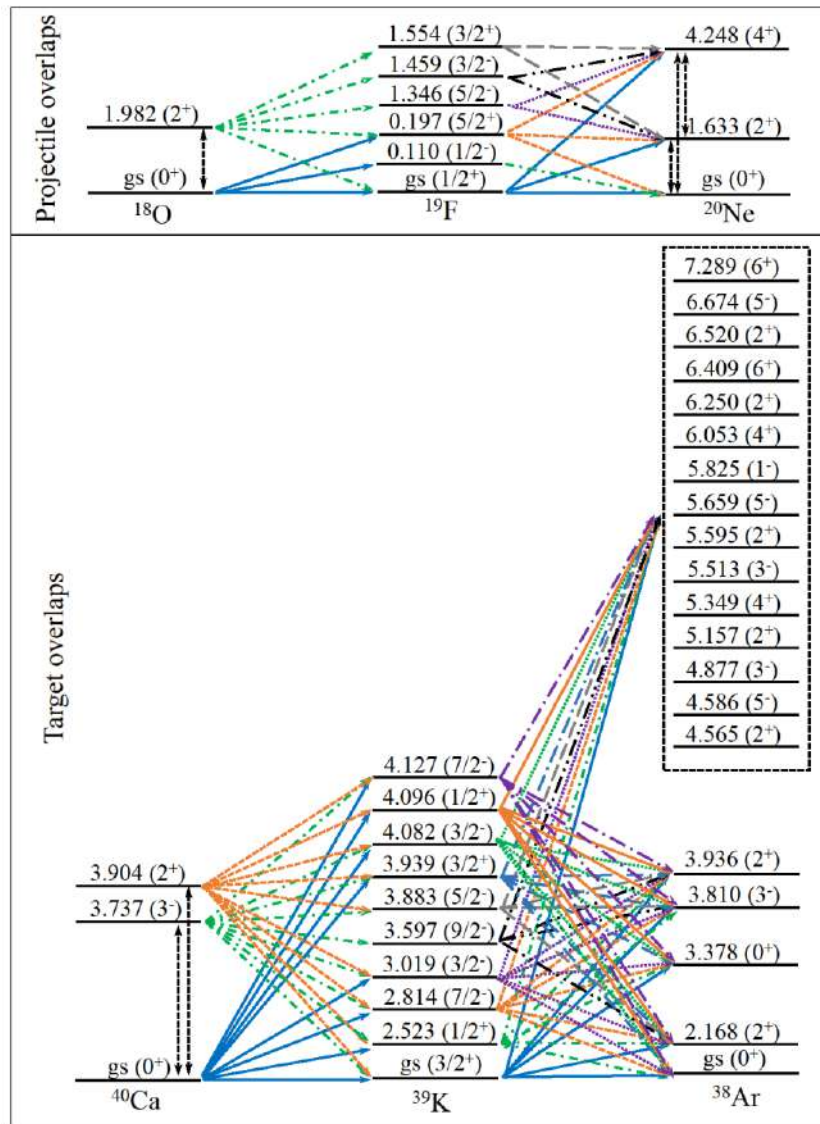 Projectile overlaps
1.982 (2⁺)
gs (0⁺)
¹⁸O
1.554 (3/2⁺)
1.459 (3/2⁻)
1.346 (5/2⁻)
0.197 (5/2⁺)
0.110 (1/2⁻)
gs (1/2⁺)
¹⁹F
4.248 (4⁺)
1.633 (2⁺)
gs (0⁺)
²⁰Ne
Target overlaps
3.904 (2⁺)
3.737 (3⁻)
gs (0⁺)
⁴⁰Ca
4.127 (7/2⁻)
4.096 (1/2⁺)
4.082 (3/2⁻)
3.939 (3/2⁺)
3.883 (5/2⁻)
3.597 (9/2⁻)
3.019 (3/2⁻)
2.814 (7/2⁻)
2.523 (1/2⁺)
gs (3/2⁺)
³⁹K
7.289 (6⁺)
6.674 (5⁻)
6.520 (2⁺)
6.409 (6⁺)
6.250 (2⁺)
6.053 (4⁺)
5.825 (1⁻)
5.659 (5⁻)
5.595 (2⁺)
5.513 (3⁻)
5.349 (4⁺)
5.157 (2⁺)
4.877 (3⁻)
4.586 (5⁻)
4.565 (2⁺)
3.936 (2⁺)
3.810 (3⁻)
3.378 (0⁺)
2.168 (2⁺)
gs (0⁺)
³⁸Ar